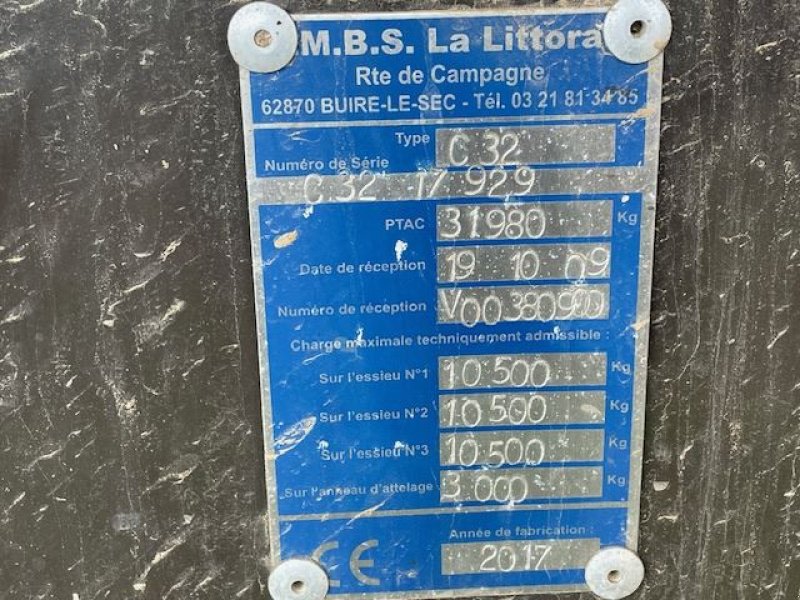 M.B.S. La Littora
Rte de Campagne
62870 BUIRE-LE-SEC - Tél. 03 21 81 34 85
Type C 32
Numéro de Série
C 32 17 929
PTAC 31980 Kg
Date de réception 19 10 09
Numéro de réception V0038090
Charge maximale techniquement admissible :
Sur l'essieu N°1 10.500 Kg
Sur l'essieu N°2 10.500 Kg
Sur l'essieu N°3 10.500 Kg
Sur l'anneau d'attelage 3.000 Kg
Année de fabrication :
CE 2017